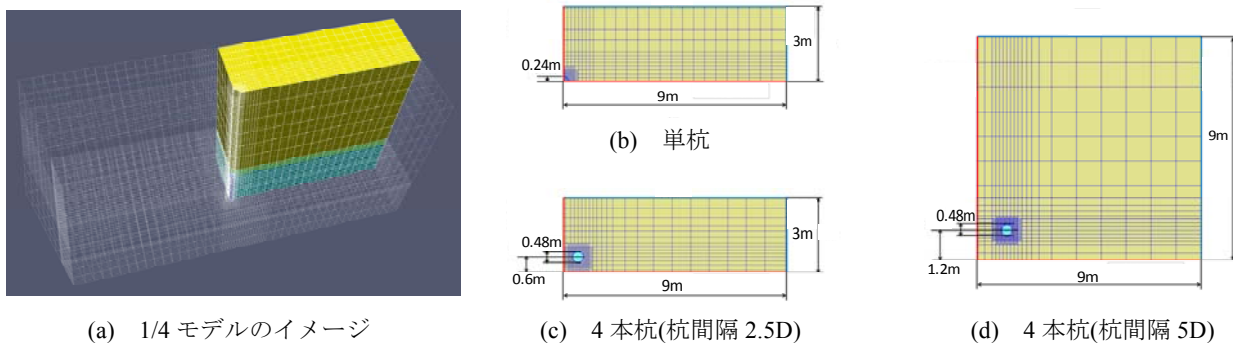 (a) 1/4 モデルのイメージ
0.24m
3m
9m
(b) 単杭
0.48m
0.6m
3m
9m
(c) 4 本杭(杭間隔 2.5D)
0.48m
1.2m
9m
9m
(d) 4 本杭(杭間隔 5D)